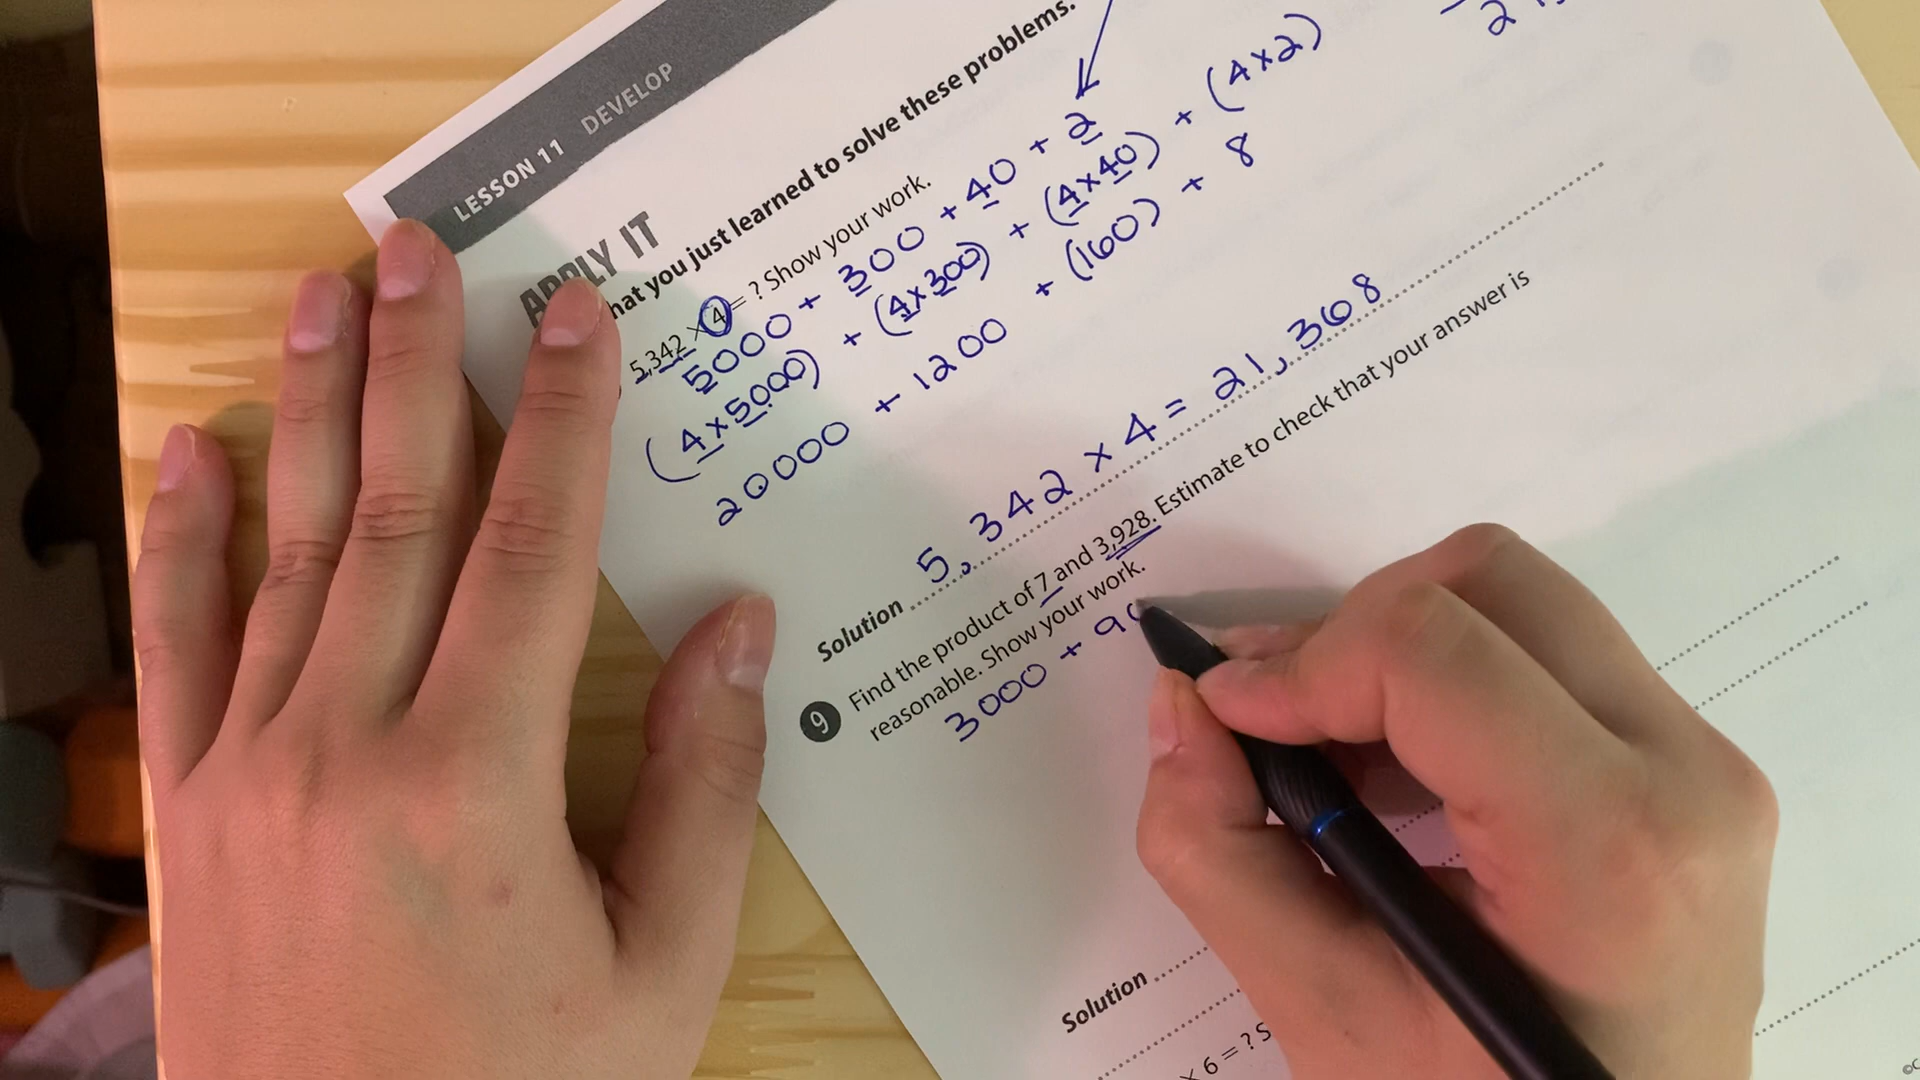 LESSON 11 DEVELOP
APPLY IT
hat you just learned to solve these problems.
5,342 × 4 = ? Show your work.
5000 + 300 + 40 + 2
(4×5000) + (4×300) + (4×40) + (4×2)
20000 + 1200 + (160) + 8
Solution 5,342 × 4 = 21,368
9 Find the product of 7 and 3,928. Estimate to check that your answer is
reasonable. Show your work.
3000 + 90
Solution
× 6 = ? S